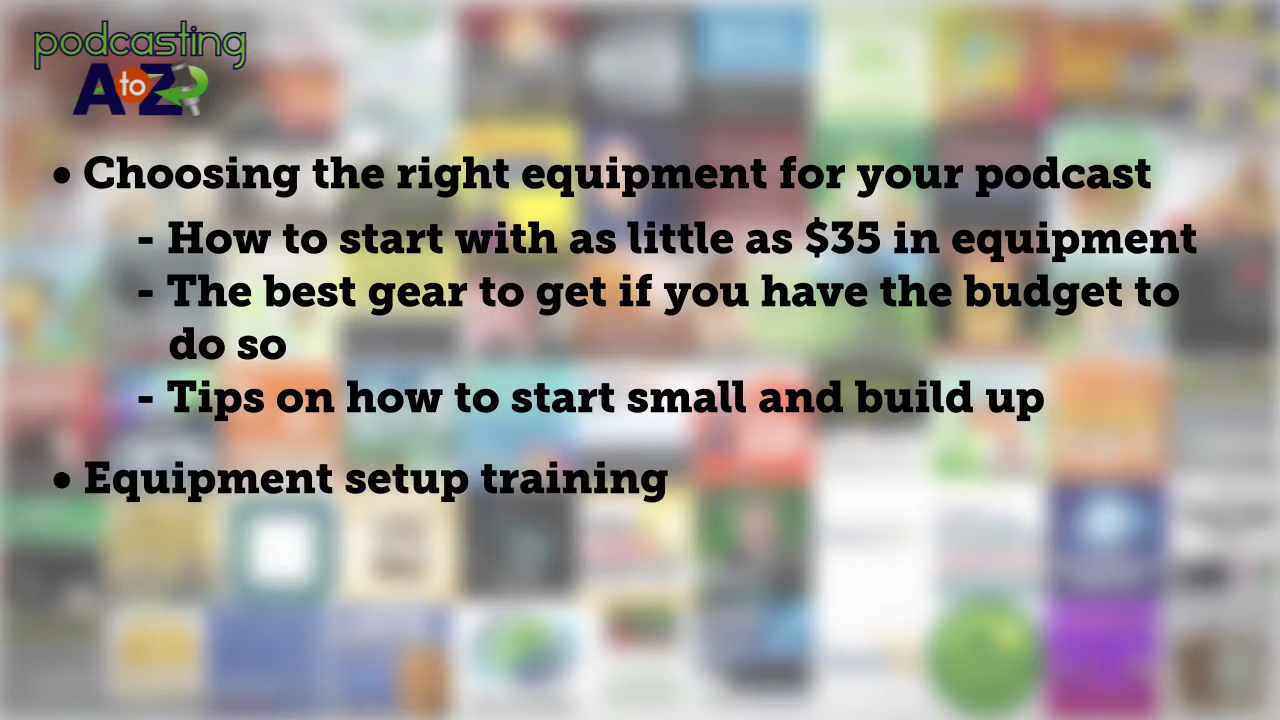 podcasting
A to Z
• Choosing the right equipment for your podcast
- How to start with as little as $35 in equipment
- The best gear to get if you have the budget to
do so
- Tips on how to start small and build up
• Equipment setup training